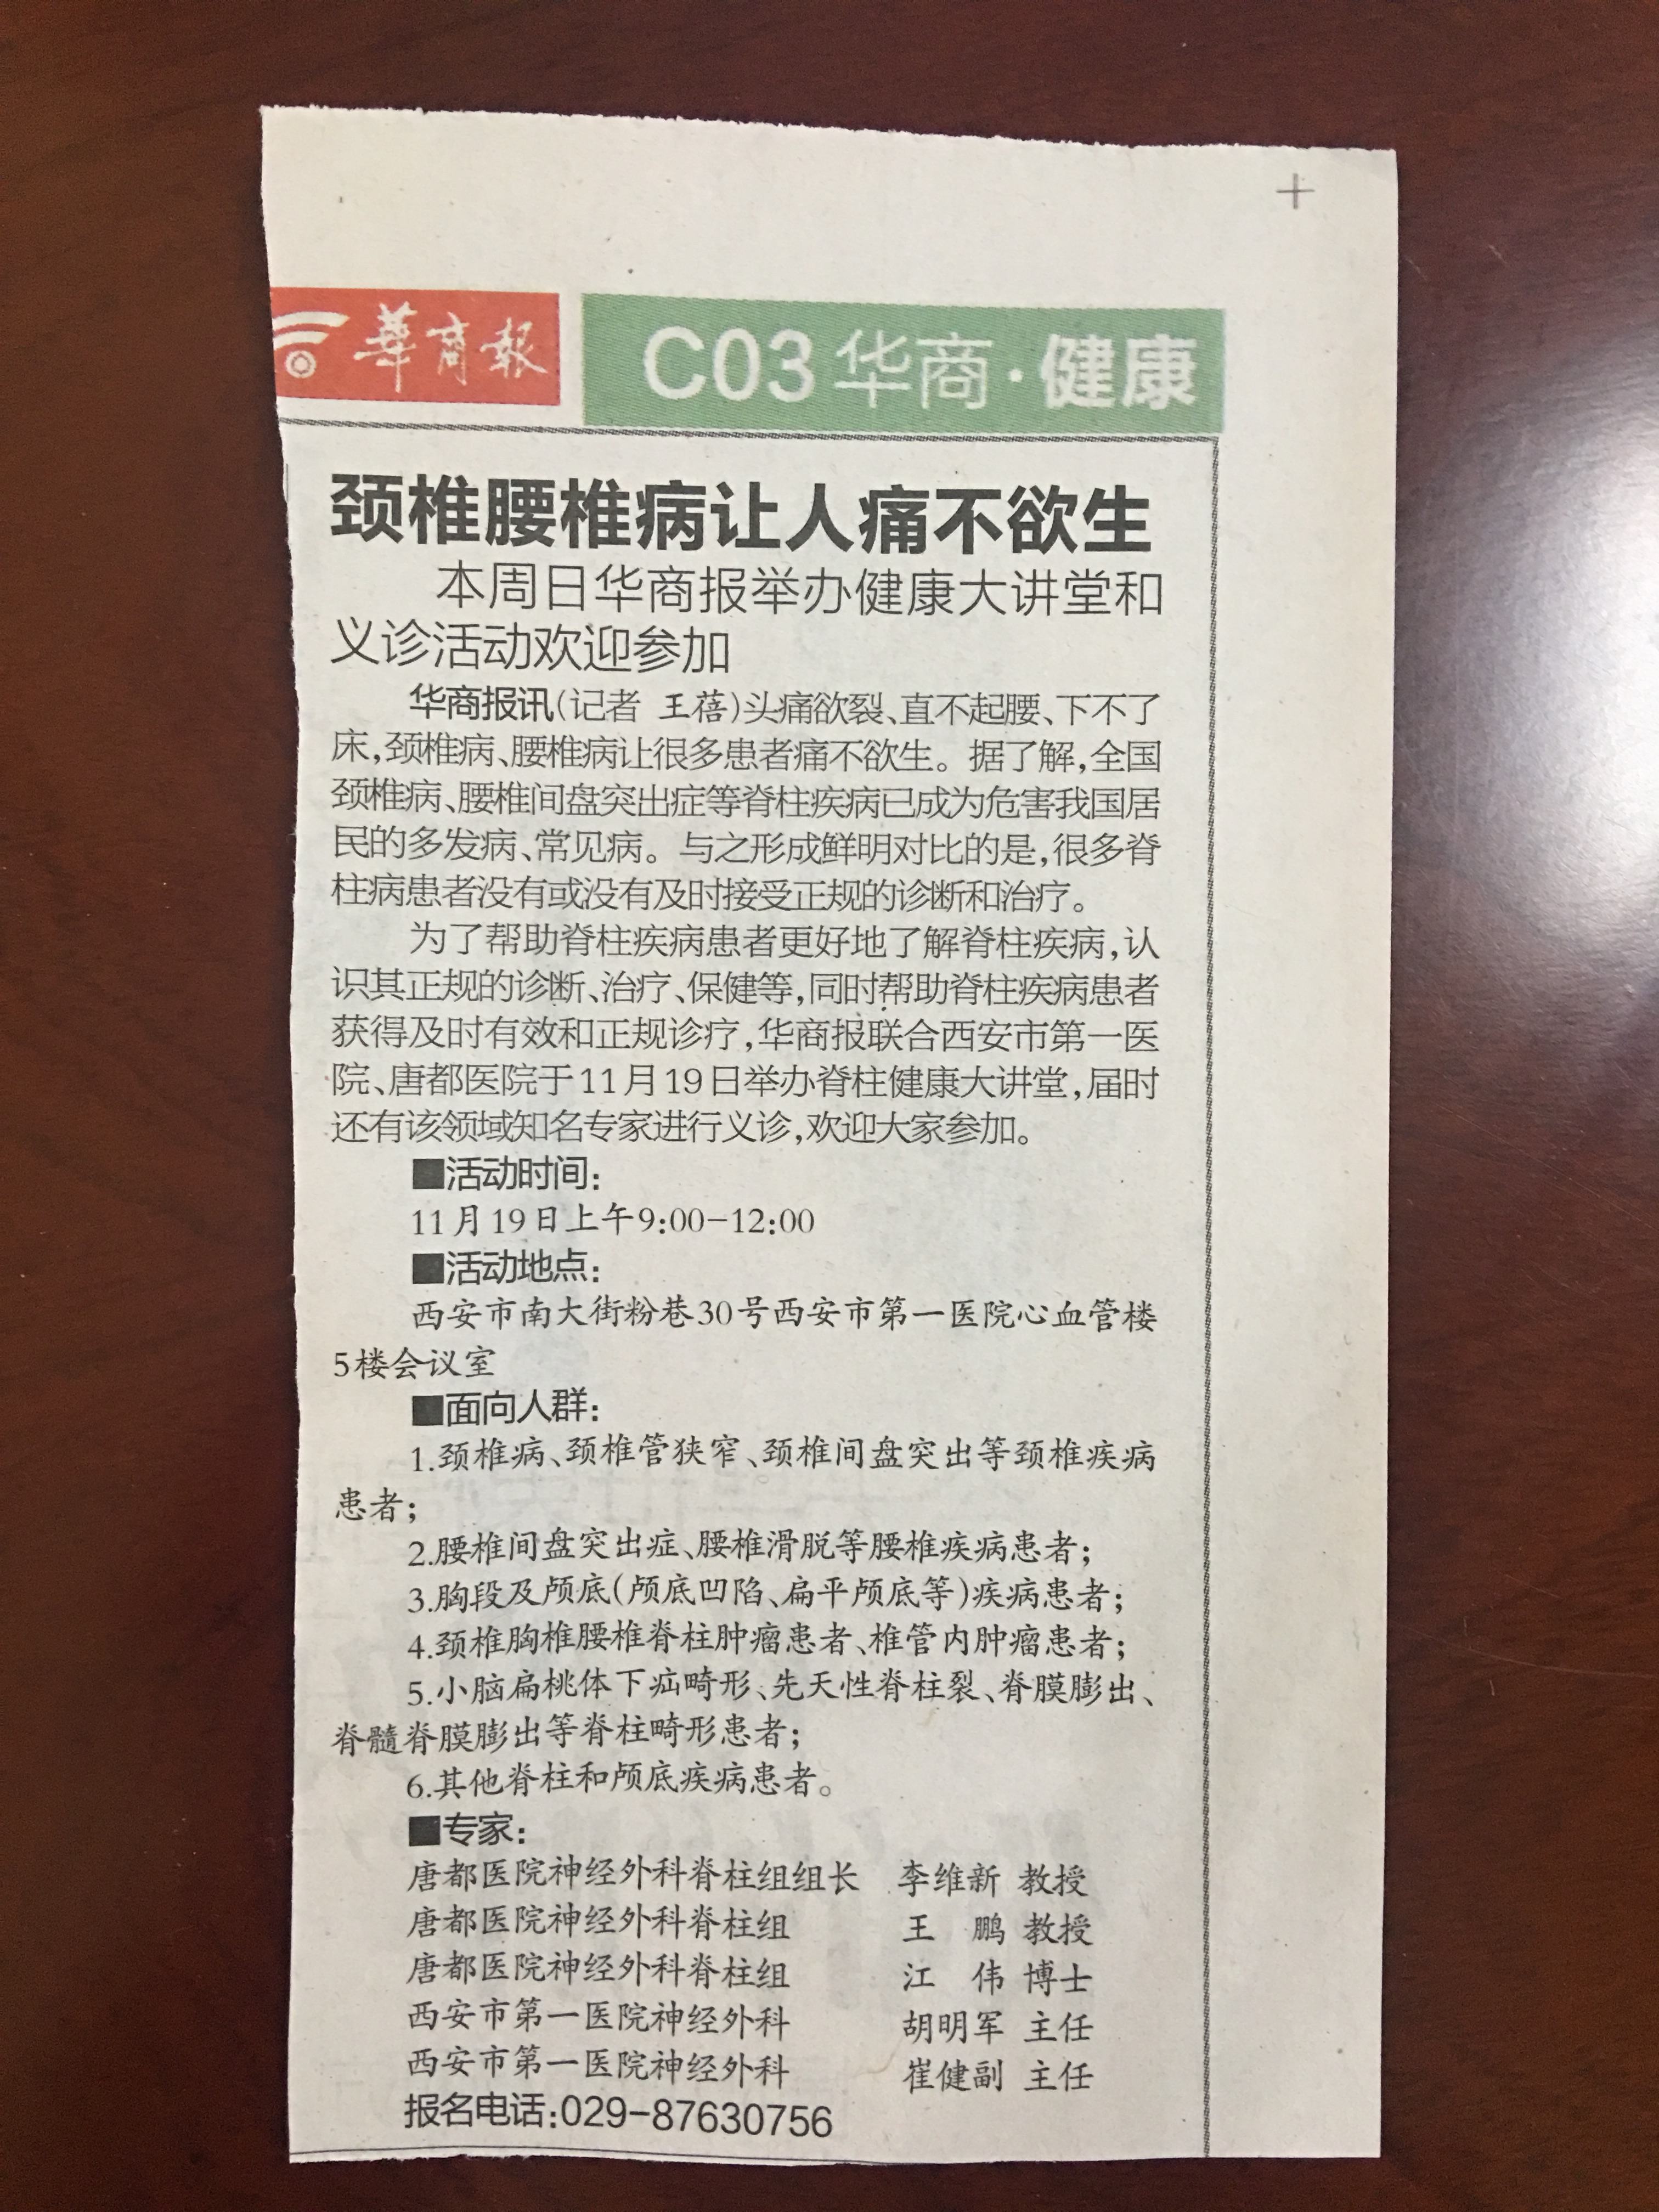 華商報
C03 华商·健康
颈椎腰椎病让人痛不欲生
本周日华商报举办健康大讲堂和
义诊活动欢迎参加
华商报讯(记者 王蓓)头痛欲裂、直不起腰、下不了
床,颈椎病、腰椎病让很多患者痛不欲生。据了解,全国
颈椎病、腰椎间盘突出症等脊柱疾病已成为危害我国居
民的多发病、常见病。与之形成鲜明对比的是,很多脊
柱病患者没有或没有及时接受正规的诊断和治疗。
为了帮助脊柱疾病患者更好地了解脊柱疾病,认
识其正规的诊断、治疗、保健等,同时帮助脊柱疾病患者
获得及时有效和正规诊疗,华商报联合西安市第一医
院、唐都医院于11月19日举办脊柱健康大讲堂,届时
还有该领域知名专家进行义诊,欢迎大家参加。
■活动时间:
11月19日上午9:00-12:00
■活动地点:
西安市南大街粉巷30号西安市第一医院心血管楼
5楼会议室
■面向人群:
1.颈椎病、颈椎管狭窄、颈椎间盘突出等颈椎疾病
患者;
2.腰椎间盘突出症、腰椎滑脱等腰椎疾病患者;
3.胸段及颅底(颅底凹陷、扁平颅底等)疾病患者;
4.颈椎胸椎腰椎脊柱肿瘤患者、椎管内肿瘤患者;
5.小脑扁桃体下疝畸形、先天性脊柱裂、脊膜膨出、
脊髓脊膜膨出等脊柱畸形患者;
6.其他脊柱和颅底疾病患者。
■专家:
唐都医院神经外科脊柱组组长 李维新 教授
唐都医院神经外科脊柱组 王 鹏 教授
唐都医院神经外科脊柱组 江 伟 博士
西安市第一医院神经外科 胡明军 主任
西安市第一医院神经外科 崔健副 主任
报名电话:029-87630756